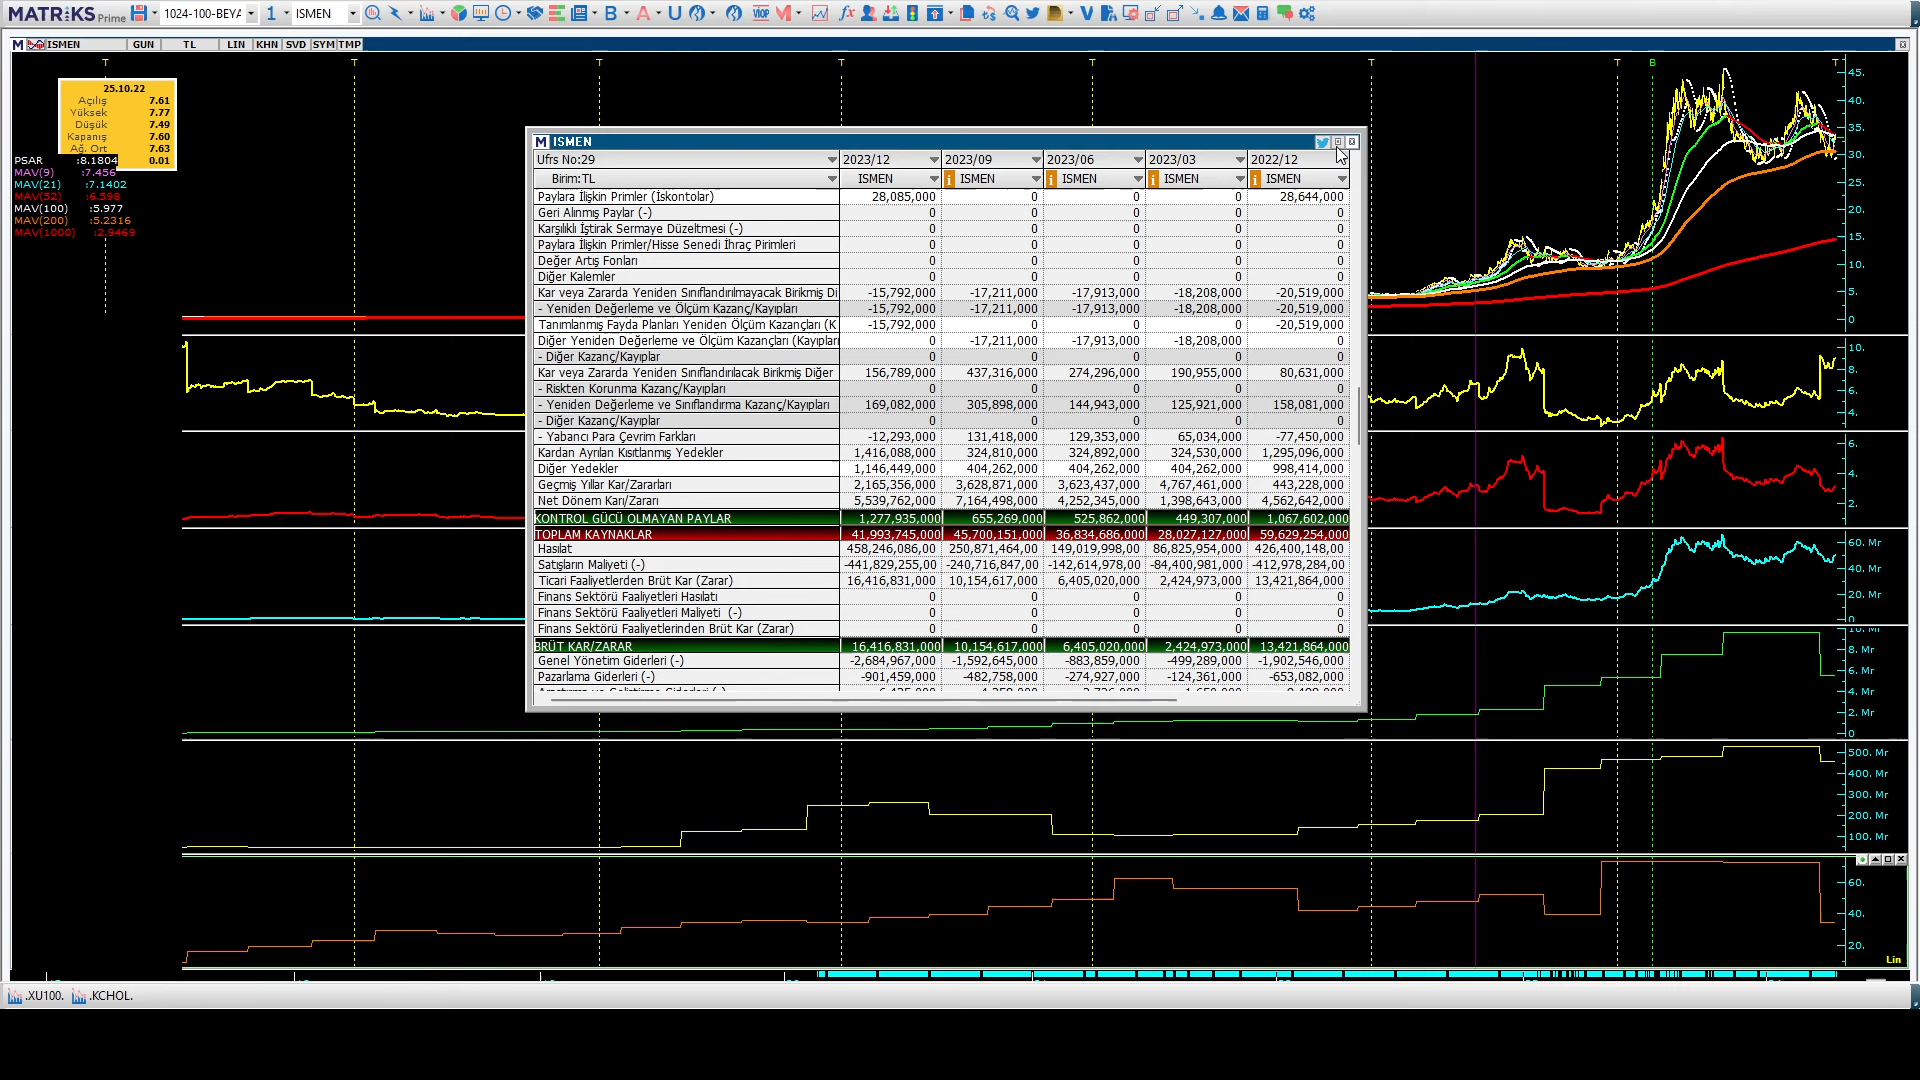 MATRİKS Prime 1024-100-BEYA 1 ISMEN
M ISMEN GUN TL LIN KHN SVD SYM TMP
25.10.22
Açılış 7.61
Yüksek 7.77
Düşük 7.49
Kapanış 7.60
Ağ. Ort 7.63
0.01
PSAR :8.1804
MAV(9) :7.456
MAV(21) :7.1402
MAV(52) :6.598
MAV(100) :5.977
MAV(200) :5.2316
MAV(1000) :2.9469
T T T T T T T B T
M ISMEN
Ufrs No:29 2023/12 2023/09 2023/06 2023/03 2022/12
Birim:TL ISMEN ISMEN ISMEN ISMEN ISMEN
Paylara İlişkin Primler (İskontolar) 28,085,000 0 0 0 28,644,000
Geri Alınmış Paylar (-) 0 0 0 0 0
Karşılıklı İştirak Sermaye Düzeltmesi (-) 0 0 0 0 0
Paylara İlişkin Primler/Hisse Senedi İhraç Pirimleri 0 0 0 0 0
Değer Artış Fonları 0 0 0 0 0
Diğer Kalemler 0 0 0 0 0
Kar veya Zararda Yeniden Sınıflandırılmayacak Birikmiş Di -15,792,000 -17,211,000 -17,913,000 -18,208,000 -20,519,000
- Yeniden Değerleme ve Ölçüm Kazanç/Kayıpları -15,792,000 -17,211,000 -17,913,000 -18,208,000 -20,519,000
Tanımlanmış Fayda Planları Yeniden Ölçüm Kazançları (K -15,792,000 0 0 0 -20,519,000
Diğer Yeniden Değerleme ve Ölçüm Kazançları (Kayıpları 0 -17,211,000 -17,913,000 -18,208,000 0
- Diğer Kazanç/Kayıplar 0 0 0 0 0
Kar veya Zararda Yeniden Sınıflandırılacak Birikmiş Diğer 156,789,000 437,316,000 274,296,000 190,955,000 80,631,000
- Riskten Korunma Kazanç/Kayıpları 0 0 0 0 0
- Yeniden Değerleme ve Sınıflandırma Kazanç/Kayıpları 169,082,000 305,898,000 144,943,000 125,921,000 158,081,000
- Diğer Kazanç/Kayıplar 0 0 0 0 0
- Yabancı Para Çevrim Farkları -12,293,000 131,418,000 129,353,000 65,034,000 -77,450,000
Kardan Ayrılan Kısıtlanmış Yedekler 1,416,088,000 324,810,000 324,892,000 324,530,000 1,295,096,000
Diğer Yedekler 1,146,449,000 404,262,000 404,262,000 404,262,000 998,414,000
Geçmiş Yıllar Kar/Zararları 2,165,356,000 3,628,871,000 3,623,437,000 4,767,461,000 443,228,000
Net Dönem Karı/Zararı 5,539,762,000 7,164,498,000 4,252,345,000 1,398,643,000 4,562,642,000
KONTROL GÜCÜ OLMAYAN PAYLAR 1,277,935,000 655,269,000 525,862,000 449,307,000 1,067,602,000
TOPLAM KAYNAKLAR 41,993,745,000 45,700,151,000 36,834,686,000 28,027,127,000 59,629,254,000
Hasılat 458,246,086,00 250,871,464,00 149,019,998,00 86,825,954,000 426,400,148,00
Satışların Maliyeti (-) -441,829,255,00 -240,716,847,00 -142,614,978,00 -84,400,981,000 -412,978,284,00
Ticari Faaliyetlerden Brüt Kar (Zarar) 16,416,831,000 10,154,617,000 6,405,020,000 2,424,973,000 13,421,864,000
Finans Sektörü Faaliyetleri Hasılatı 0 0 0 0 0
Finans Sektörü Faaliyetleri Maliyeti (-) 0 0 0 0 0
Finans Sektörü Faaliyetlerinden Brüt Kar (Zarar) 0 0 0 0 0
BRÜT KAR/ZARAR 16,416,831,000 10,154,617,000 6,405,020,000 2,424,973,000 13,421,864,000
Genel Yönetim Giderleri (-) -2,684,967,000 -1,592,645,000 -883,859,000 -499,289,000 -1,902,546,000
Pazarlama Giderleri (-) -901,459,000 -482,758,000 -274,927,000 -124,361,000 -653,082,000
45.
40.
35.
30.
25.
20.
15.
10.
5.
0
10.
8.
6.
4.
6.
4.
2.
60. Mr
40. Mr
20. Mr
0
10. Mr
8. Mr
6. Mr
4. Mr
2. Mr
0
500. Mr
400. Mr
300. Mr
200. Mr
100. Mr
60.
40.
20.
Lin
.XU100. .KCHOL.